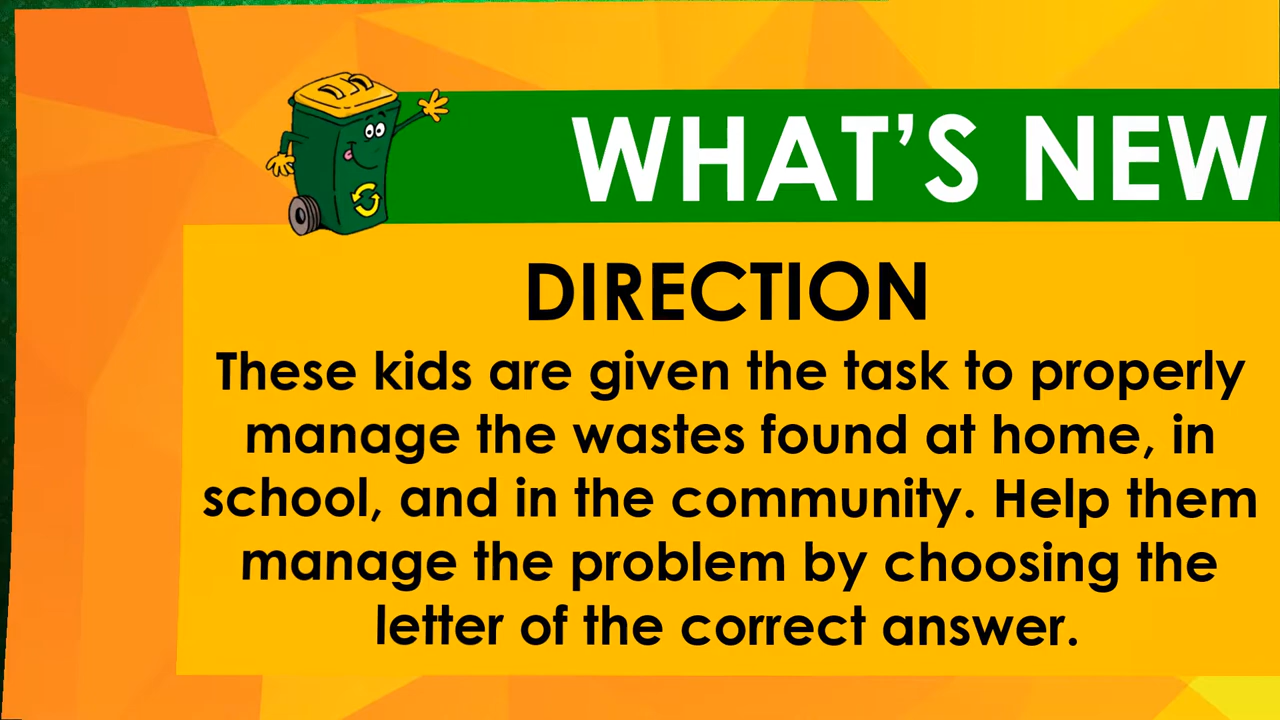 WHAT’S NEW
DIRECTION
These kids are given the task to properly
manage the wastes found at home, in
school, and in the community. Help them
manage the problem by choosing the
letter of the correct answer.